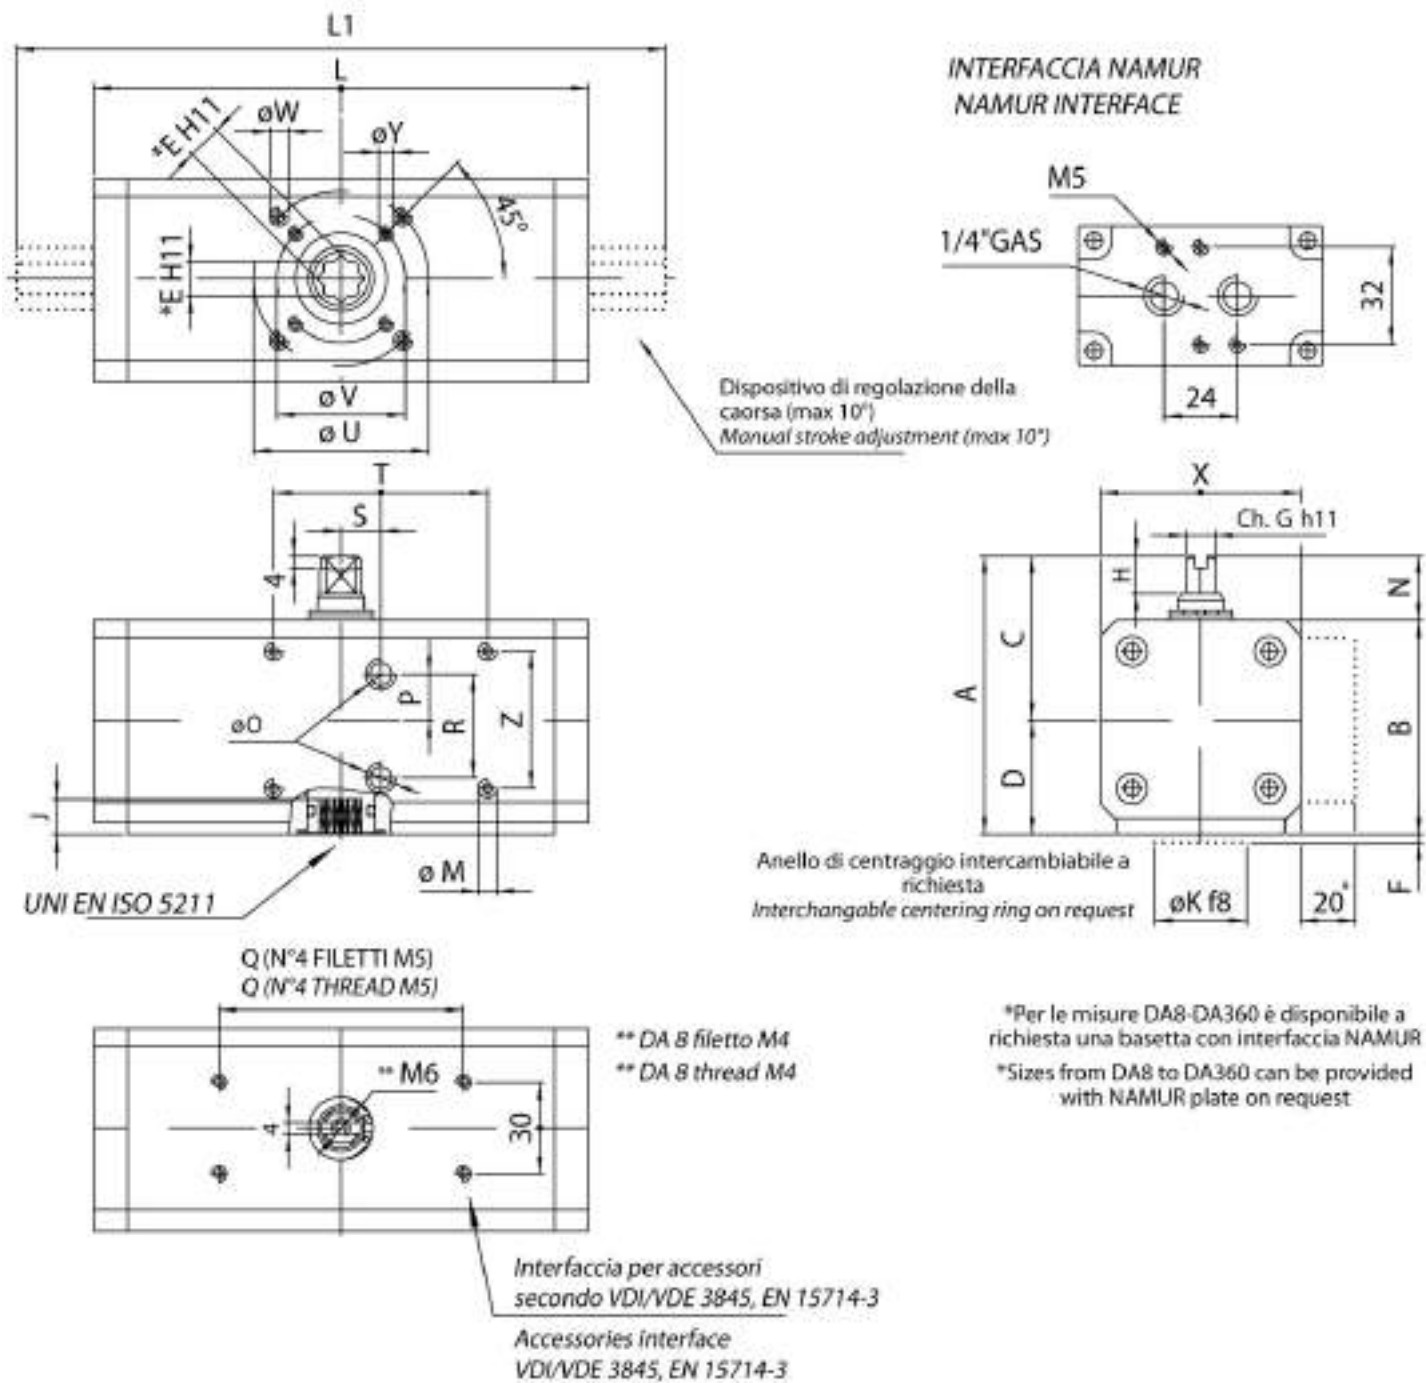 L1
L
INTERFACCIA NAMUR
NAMUR INTERFACE
*E H11
øW
øY
45°
*E H11
ø V
ø U
M5
1/4"GAS
32
24
Dispositivo di regolazione della
caorsa (max 10°)
Manual stroke adjustment (max 10°)
T
S
4
P
R
Z
øO
J
ø M
UNI EN ISO 5211
X
Ch. G h11
H
N
C
A
B
D
F
øK f8
20*
Anello di centraggio intercambiabile a
richiesta
Interchangable centering ring on request
Q (N°4 FILETTI M5)
Q (N°4 THREAD M5)
** M6
4
30
** DA 8 filetto M4
** DA 8 thread M4
*Per le misure DA8-DA360 è disponibile a
richiesta una basetta con interfaccia NAMUR
*Sizes from DA8 to DA360 can be provided
with NAMUR plate on request
Interfaccia per accessori
secondo VDI/VDE 3845, EN 15714-3
Accessories interface
VDI/VDE 3845, EN 15714-3